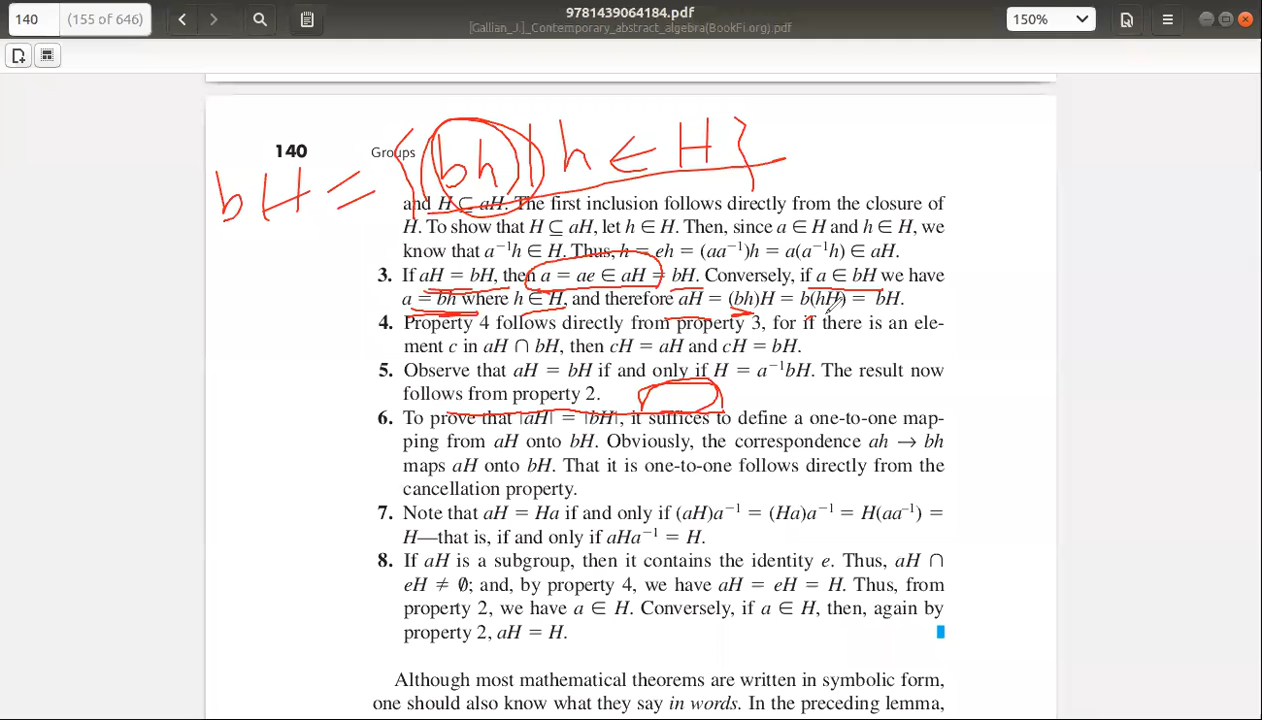 140 (155 of 646) 9781439064184.pdf 150%
[Gallian_J.]_Contemporary_abstract_algebra(BookFi.org).pdf
140 Groups
bH = {(bh) | h ∈ H}
and H ⊆ aH. The first inclusion follows directly from the closure of
H. To show that H ⊆ aH, let h ∈ H. Then, since a ∈ H and h ∈ H, we
know that a⁻¹h ∈ H. Thus, h = eh = (aa⁻¹)h = a(a⁻¹h) ∈ aH.
3. If aH = bH, then a = ae ∈ aH = bH. Conversely, if a ∈ bH we have
a = bh where h ∈ H, and therefore aH = (bh)H = b(hH) = bH.
4. Property 4 follows directly from property 3, for if there is an ele-
ment c in aH ∩ bH, then cH = aH and cH = bH.
5. Observe that aH = bH if and only if H = a⁻¹bH. The result now
follows from property 2.
6. To prove that |aH| = |bH|, it suffices to define a one-to-one map-
ping from aH onto bH. Obviously, the correspondence ah → bh
maps aH onto bH. That it is one-to-one follows directly from the
cancellation property.
7. Note that aH = Ha if and only if (aH)a⁻¹ = (Ha)a⁻¹ = H(aa⁻¹) =
H—that is, if and only if aHa⁻¹ = H.
8. If aH is a subgroup, then it contains the identity e. Thus, aH ∩
eH ≠ ∅; and, by property 4, we have aH = eH = H. Thus, from
property 2, we have a ∈ H. Conversely, if a ∈ H, then, again by
property 2, aH = H.
Although most mathematical theorems are written in symbolic form,
one should also know what they say in words. In the preceding lemma,